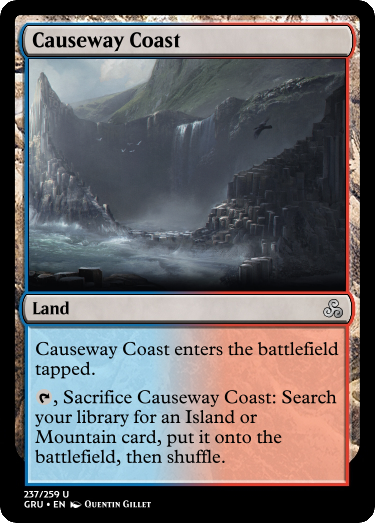 Causeway Coast
Land
Causeway Coast enters the battlefield
tapped.
, Sacrifice Causeway Coast: Search
your library for an Island or
Mountain card, put it onto the
battlefield, then shuffle.
237/259 U
GRU • EN Quentin Gillet